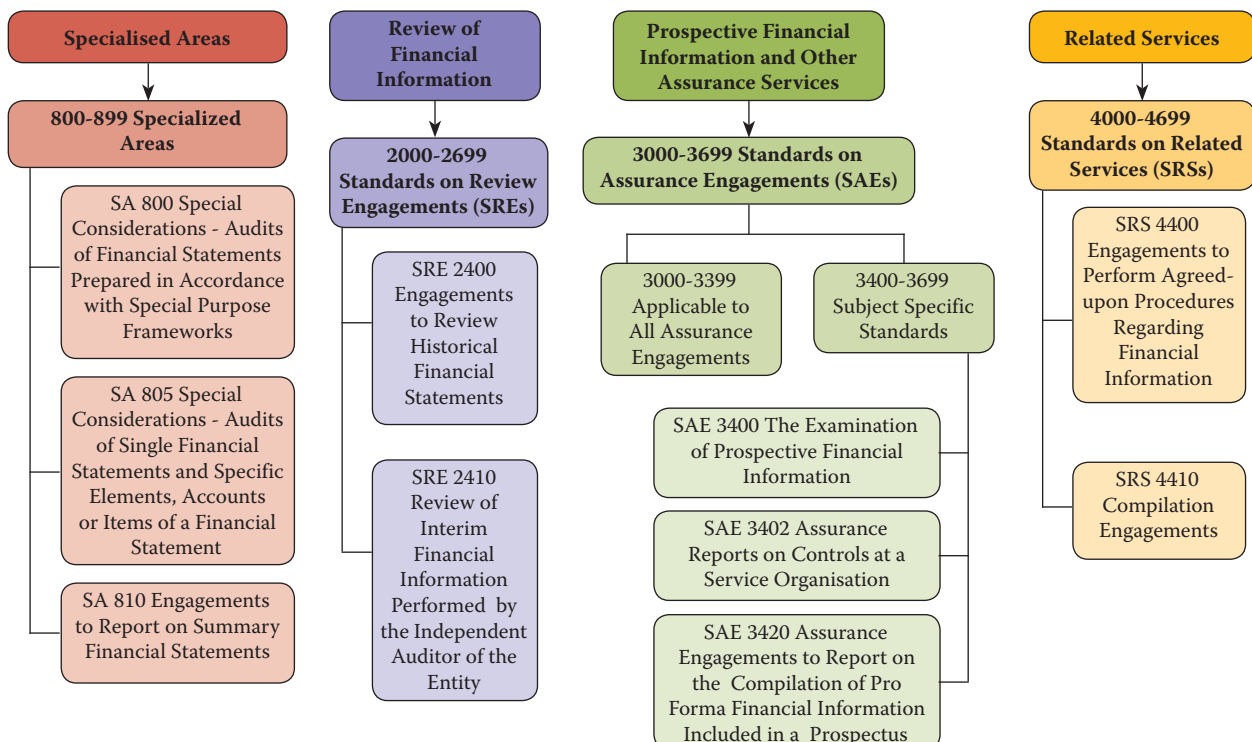 Specialised Areas
800-899 Specialized
Areas
SA 800 Special
Considerations - Audits
of Financial Statements
Prepared in Accordance
with Special Purpose
Frameworks
SA 805 Special
Considerations - Audits
of Single Financial
Statements and Specific
Elements, Accounts
or Items of a Financial
Statement
SA 810 Engagements
to Report on Summary
Financial Statements
Review of
Financial
Information
2000-2699
Standards on Review
Engagements (SREs)
SRE 2400
Engagements
to Review
Historical
Financial
Statements
SRE 2410
Review of
Interim
Financial
Information
Performed by
the Independent
Auditor of the
Entity
Prospective Financial
Information and Other
Assurance Services
3000-3699 Standards on
Assurance Engagements (SAEs)
3000-3399
Applicable to
All Assurance
Engagements
3400-3699
Subject Specific
Standards
SAE 3400 The Examination
of Prospective Financial
Information
SAE 3402 Assurance
Reports on Controls at a
Service Organisation
SAE 3420 Assurance
Engagements to Report on
the Compilation of Pro
Forma Financial Information
Included in a Prospectus
Related Services
4000-4699
Standards on Related
Services (SRSs)
SRS 4400
Engagements to
Perform Agreed-
upon Procedures
Regarding
Financial
Information
SRS 4410
Compilation
Engagements